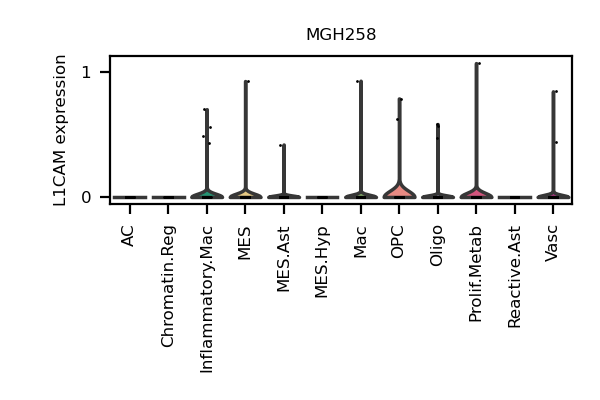 MGH258
L1CAM expression
1
0
AC
Chromatin.Reg
Inflammatory.Mac
MES
MES.Ast
MES.Hyp
Mac
OPC
Oligo
Prolif.Metab
Reactive.Ast
Vasc